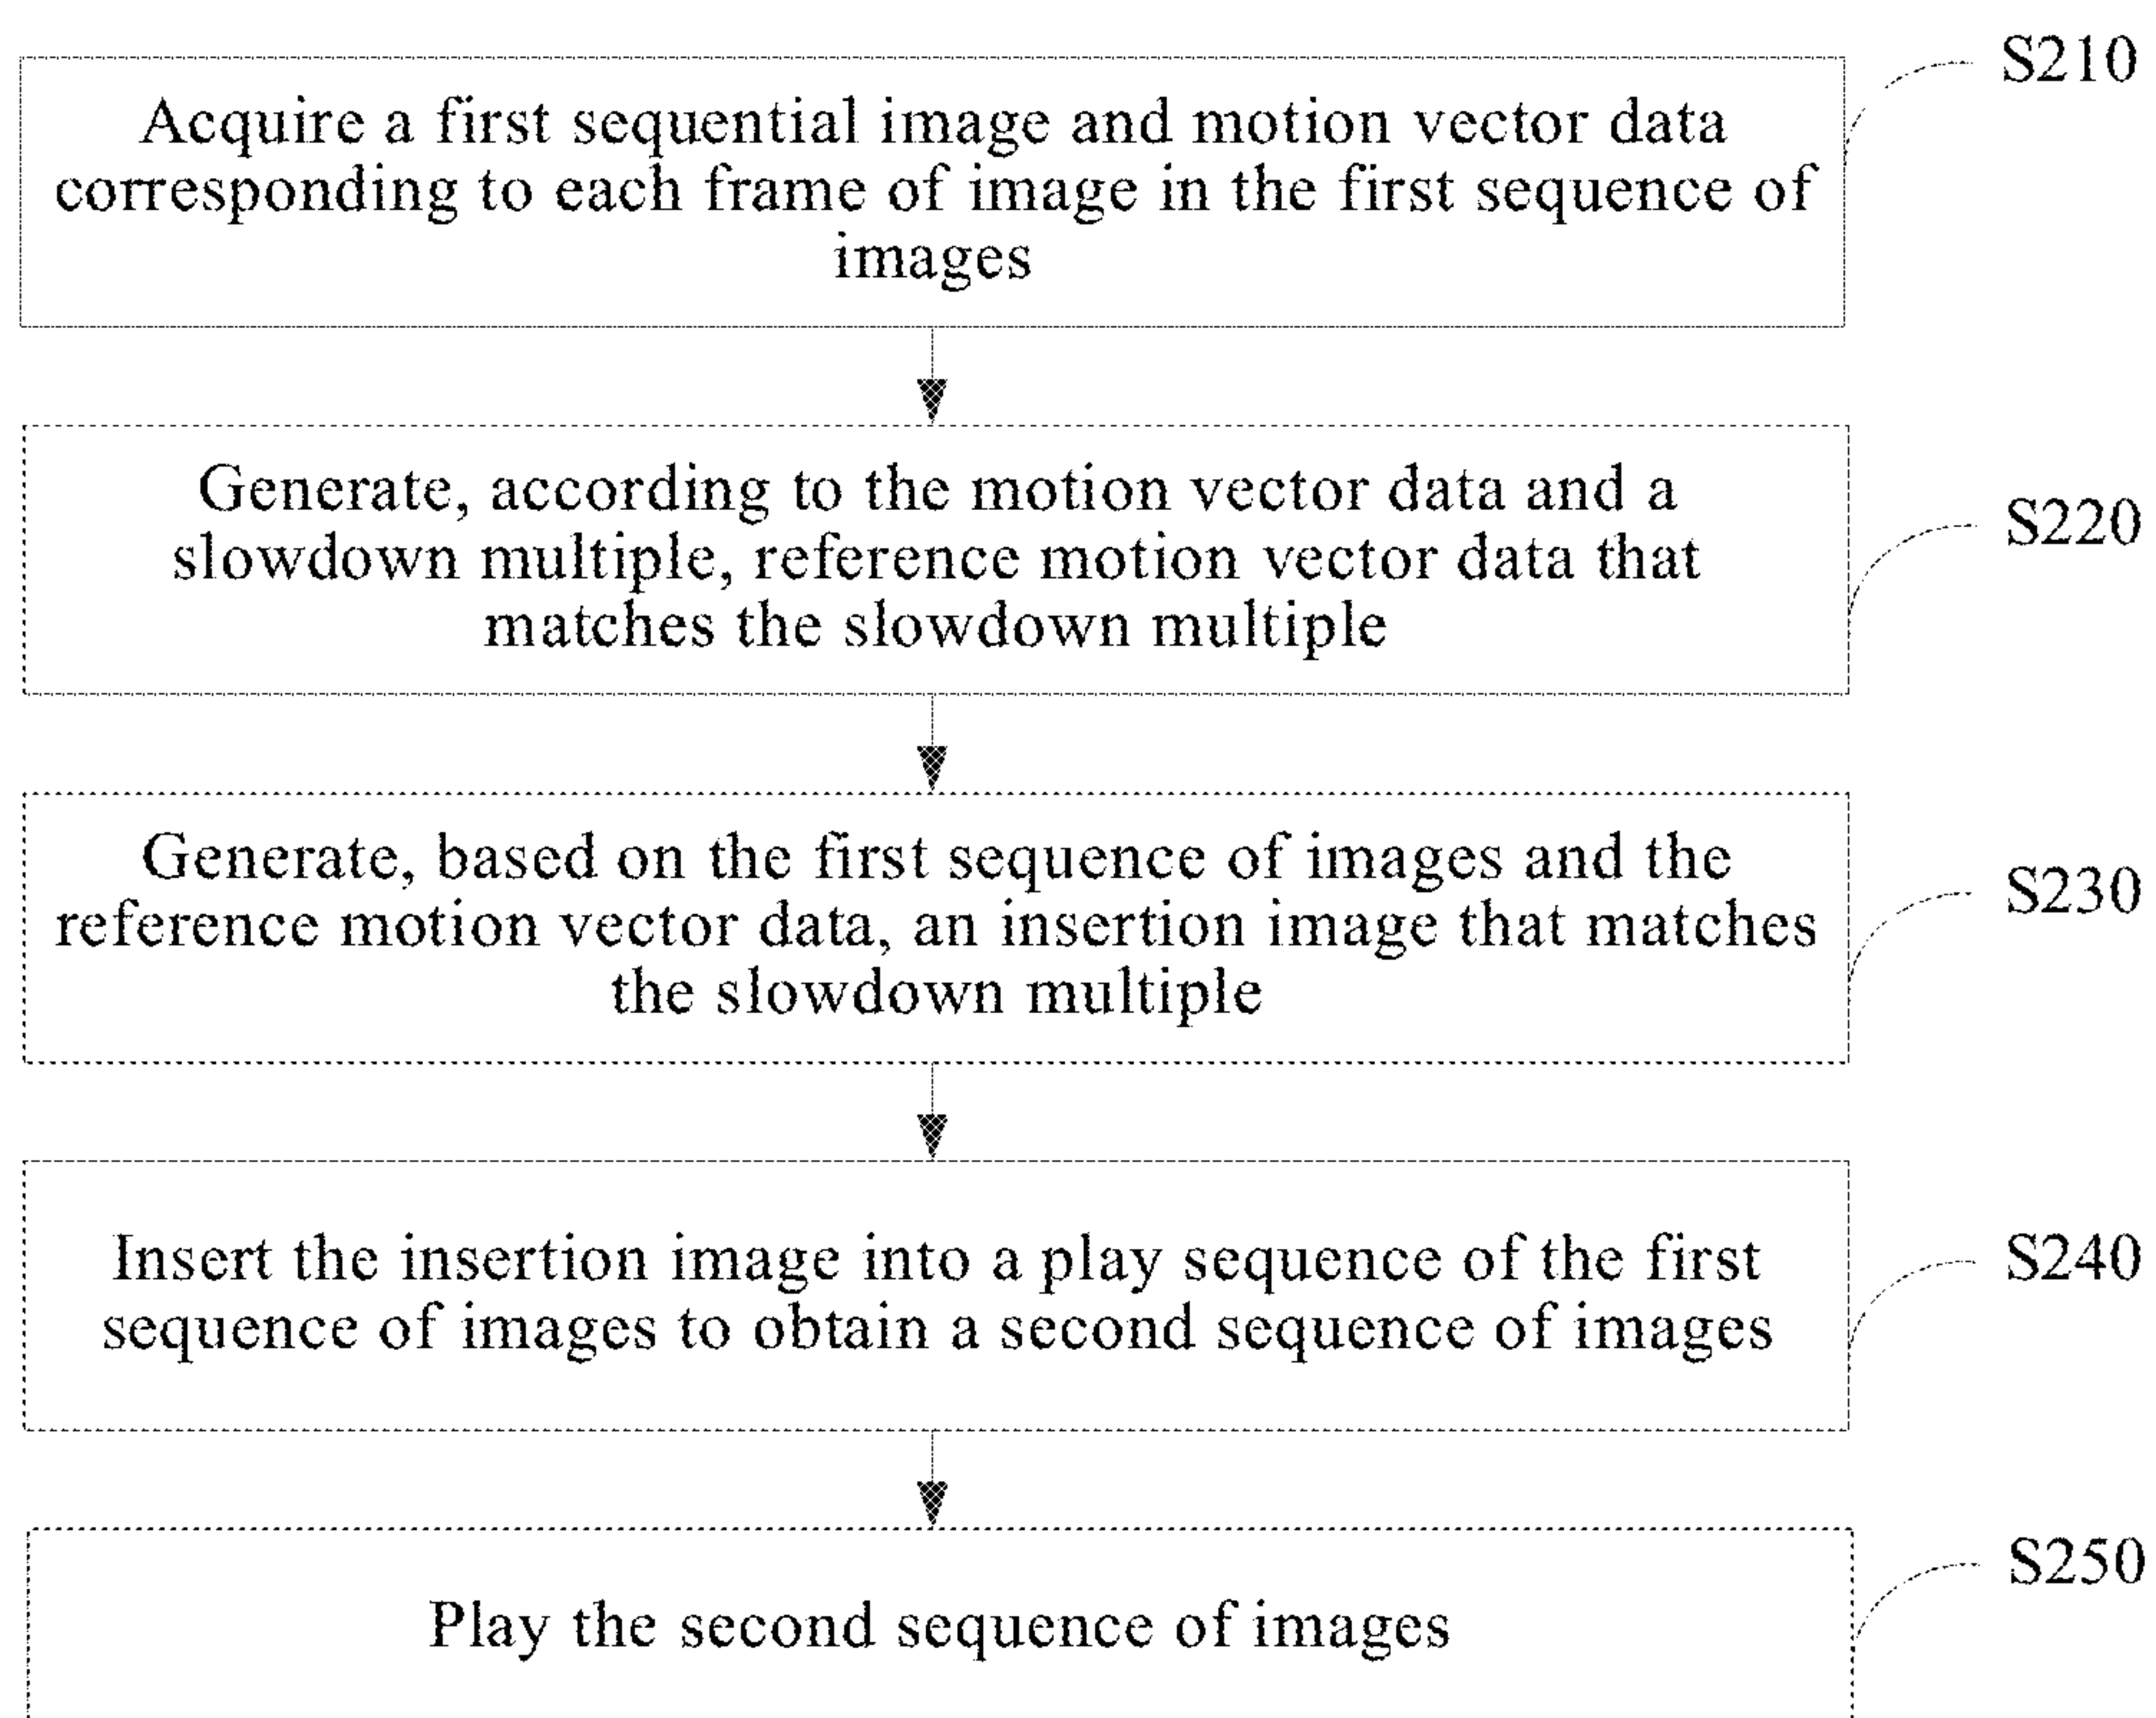 S210
Acquire a first sequential image and motion vector data
corresponding to each frame of image in the first sequence of
images
Generate, according to the motion vector data and a
slowdown multiple, reference motion vector data that
matches the slowdown multiple
S220
Generate, based on the first sequence of images and the
reference motion vector data, an insertion image that matches
the slowdown multiple
S230
Insert the insertion image into a play sequence of the first
sequence of images to obtain a second sequence of images
S240
Play the second sequence of images
S250